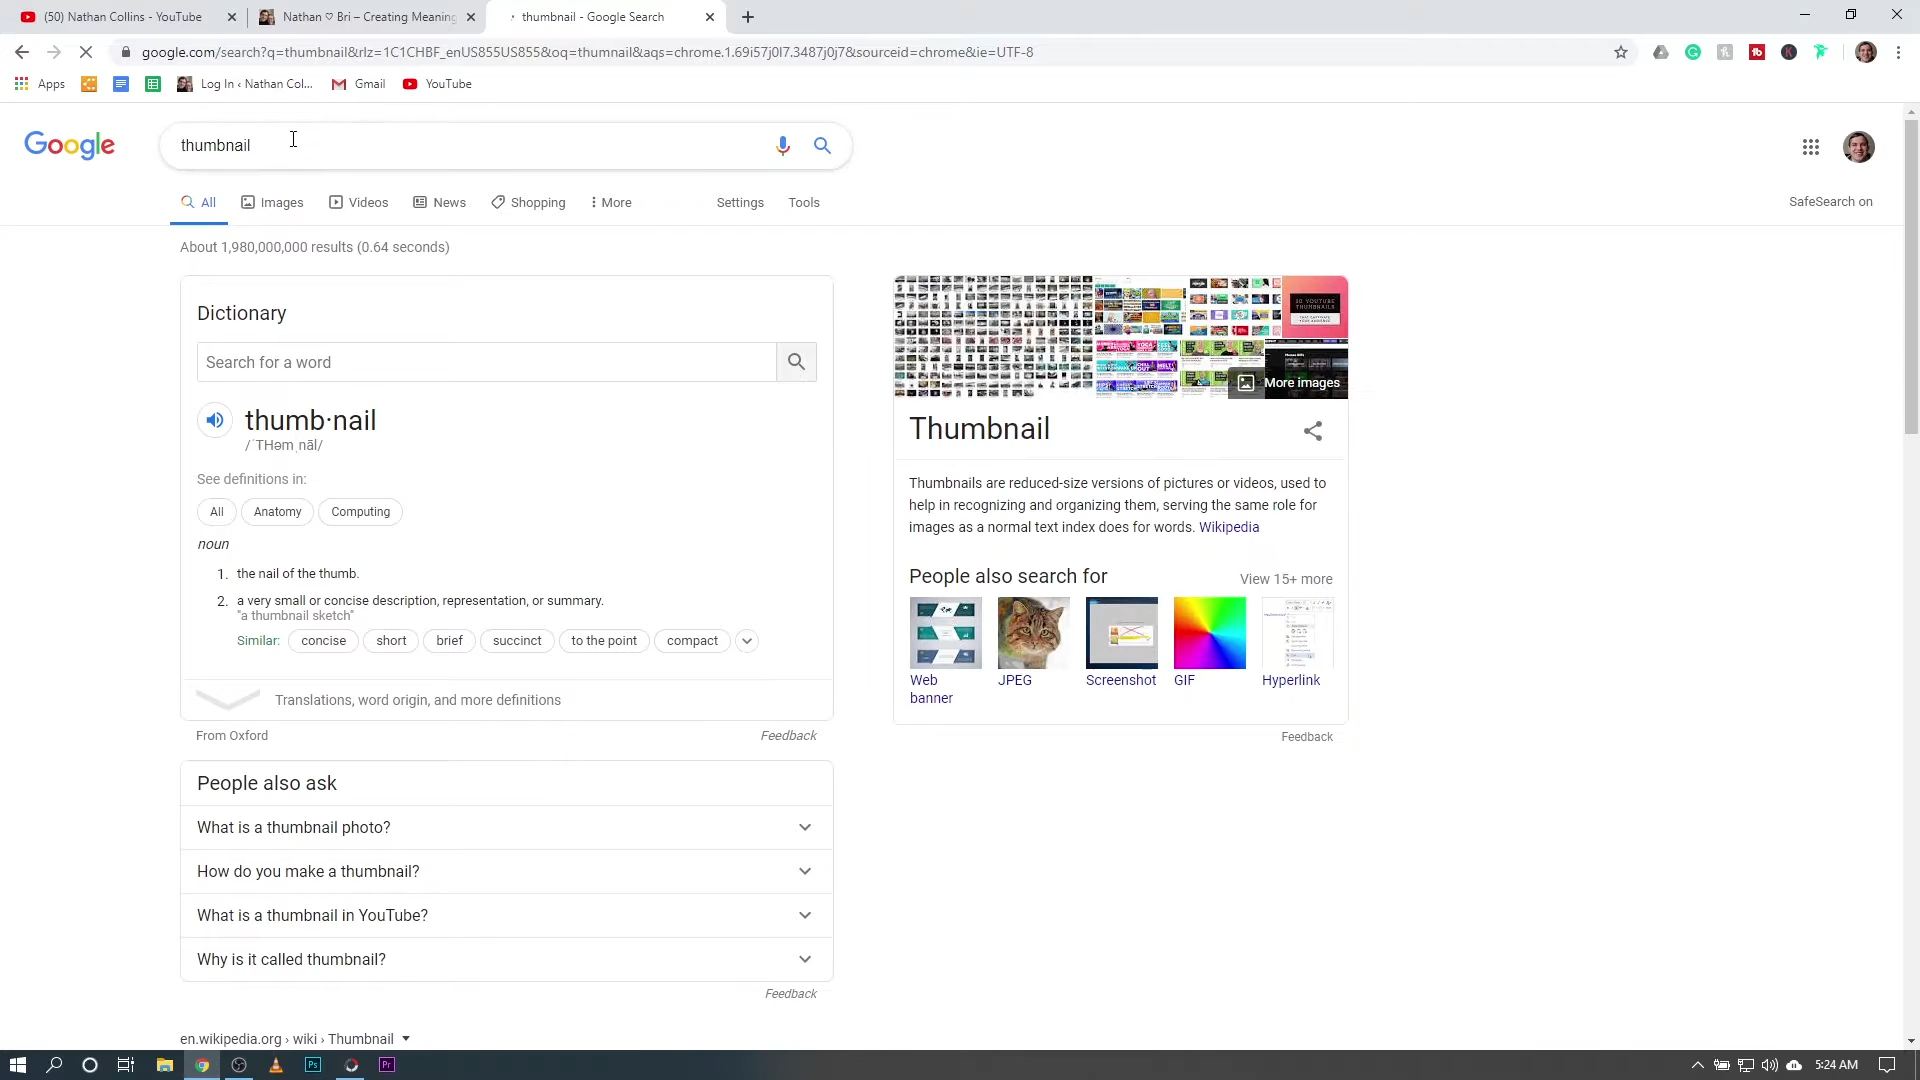 (50) Nathan Collins - YouTube
Nathan ♡ Bri – Creating Meaning
thumbnail - Google Search
google.com/search?q=thumbnail&rlz=1C1CHBF_enUS855US855&oq=thumnail&aqs=chrome.1.69i57j0l7.3487j0j7&sourceid=chrome&ie=UTF-8
Apps
Log In ‹ Nathan Col...
Gmail
YouTube
Google
thumbnail
All
Images
Videos
News
Shopping
More
Settings
Tools
SafeSearch on
About 1,980,000,000 results (0.64 seconds)
Dictionary
Search for a word
thumb·nail
/ˈTHəmˌnāl/
See definitions in:
All
Anatomy
Computing
noun
1. the nail of the thumb.
2. a very small or concise description, representation, or summary.
"a thumbnail sketch"
Similar:
concise
short
brief
succinct
to the point
compact
Translations, word origin, and more definitions
From Oxford
Feedback
People also ask
What is a thumbnail photo?
How do you make a thumbnail?
What is a thumbnail in YouTube?
Why is it called thumbnail?
Feedback
en.wikipedia.org › wiki › Thumbnail
10 YOUTUBE
THUMBNAILS
THAT CAPTIVATE
YOUR AUDIENCE
More images
Thumbnail
Thumbnails are reduced-size versions of pictures or videos, used to
help in recognizing and organizing them, serving the same role for
images as a normal text index does for words. Wikipedia
People also search for
View 15+ more
Web
banner
JPEG
Screenshot
GIF
Hyperlink
Feedback
Ps
Pr
5:24 AM